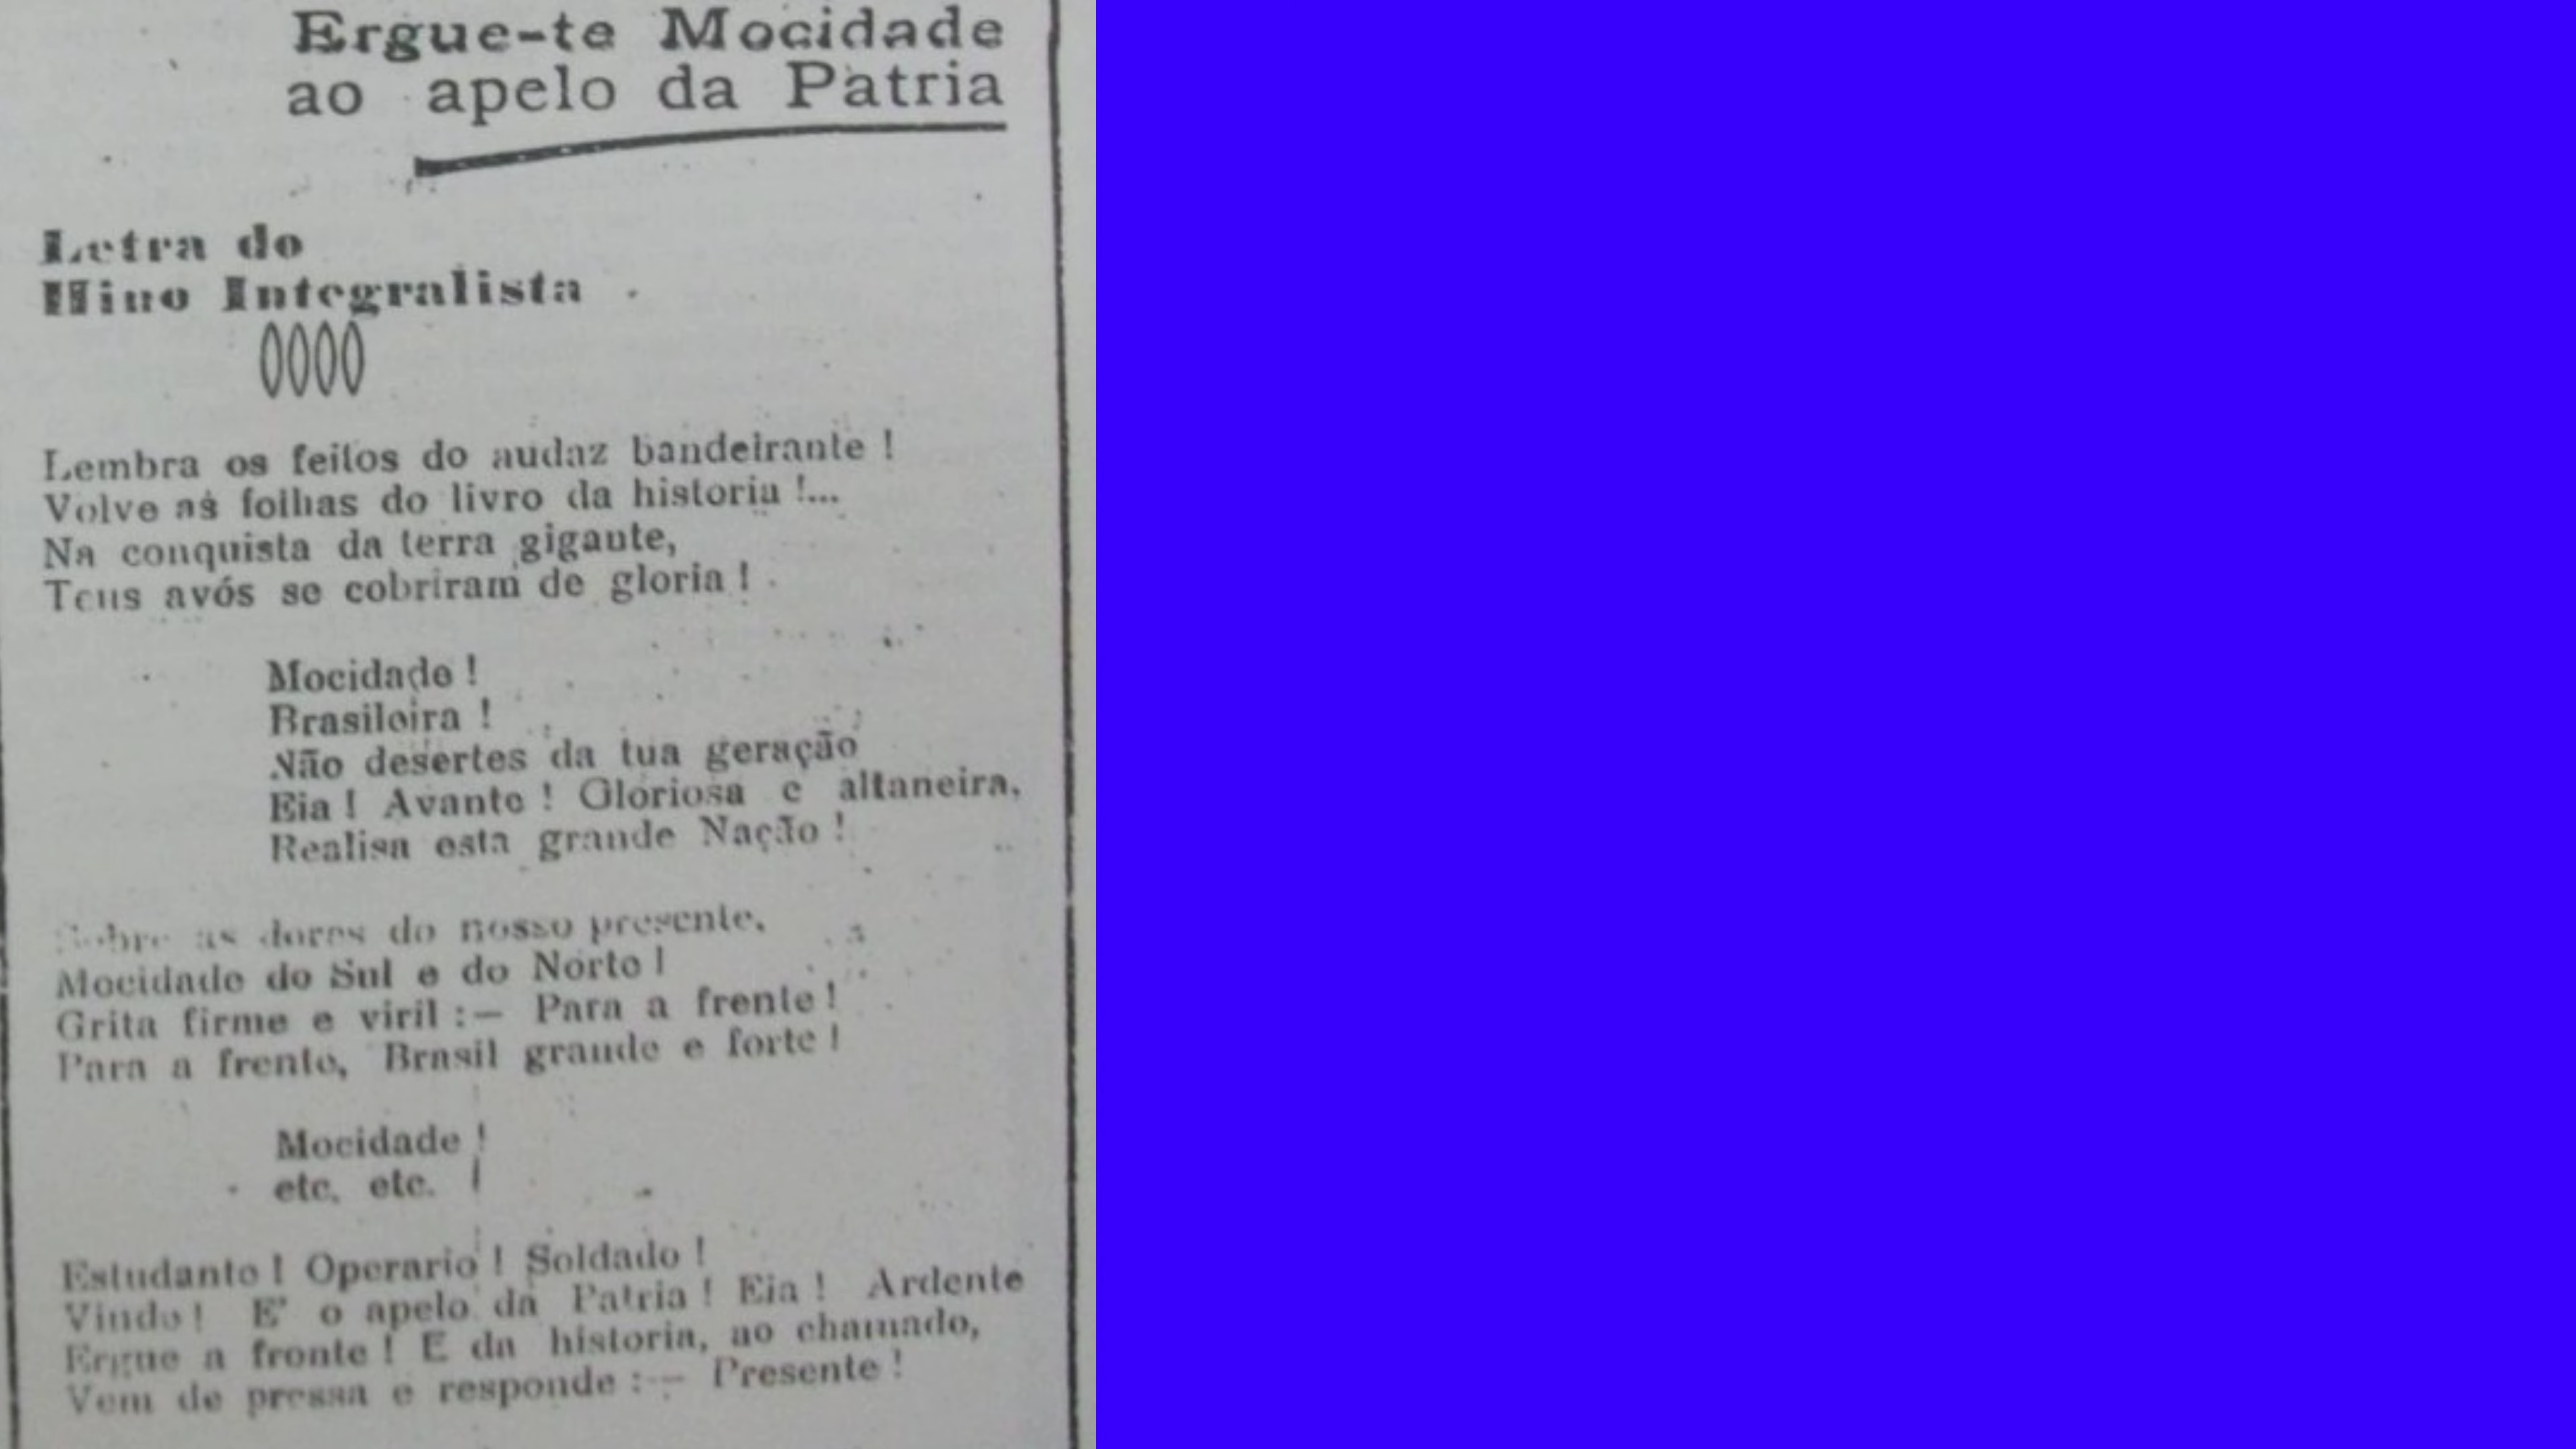 Ergue-te Mocidade
ao apelo da Patria
Letra do
Hino Integralista
0000
Lembra os feitos do audaz bandeirante !
Volve as folhas do livro da historia !...
Na conquista da terra gigante,
Teus avós se cobriram de gloria !
Mocidade !
Brasileira !
Não desertes da tua geração
Eia ! Avante ! Gloriosa e altaneira,
Realisa esta grande Nação !
Sobre as dores do nosso presente,
Mocidade do Sul e do Norte !
Grita firme e viril :— Para a frente !
Para a frente, Brasil grande e forte !
Mocidade !
etc. etc. !
Estudante ! Operario ! Soldado !
Vinde ! E' o apelo da Patria ! Eia ! Ardente
Ergue a fronte ! E da historia, ao chamado,
Vem de pressa e responde :— Presente !